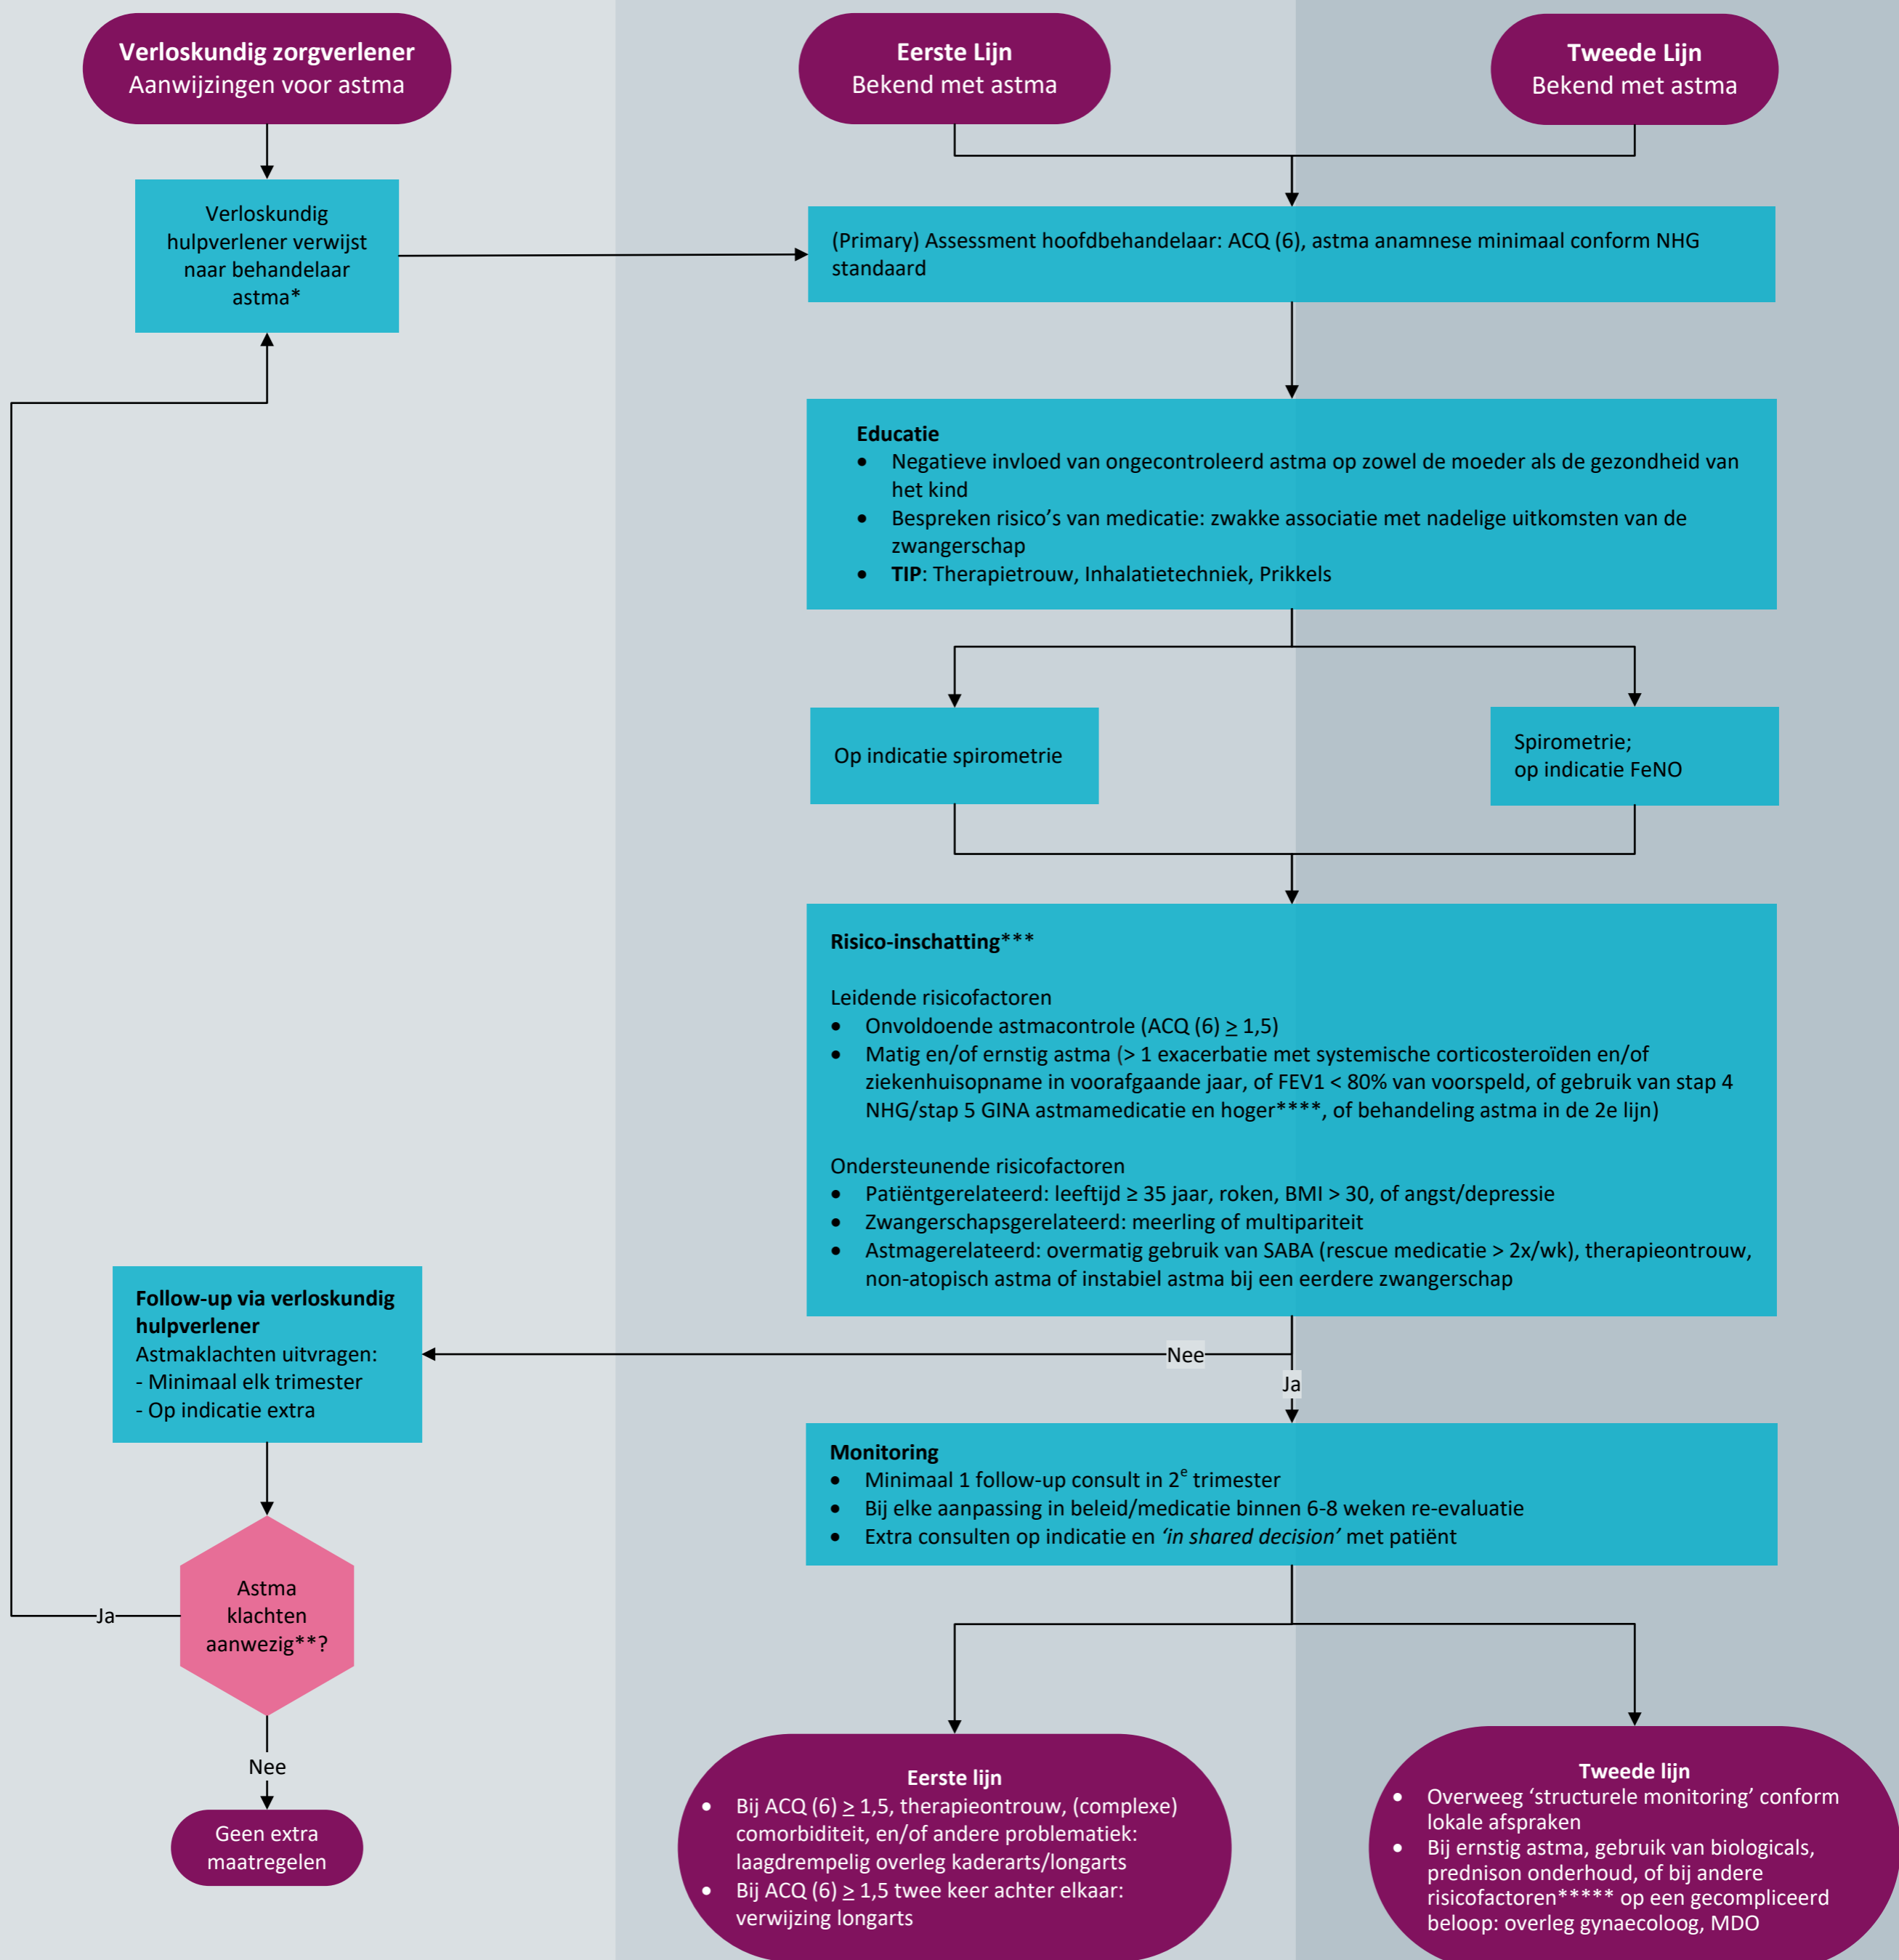 Verloskundig zorgverlener
Aanwijzingen voor astma
Eerste Lijn
Bekend met astma
Tweede Lijn
Bekend met astma
Verloskundig
hulpverlener verwijst
naar behandelaar
astma*
(Primary) Assessment hoofdbehandelaar: ACQ (6), astma anamnese minimaal conform NHG
standaard
Educatie
• Negatieve invloed van ongecontroleerd astma op zowel de moeder als de gezondheid van
het kind
• Bespreken risico's van medicatie: zwakke associatie met nadelige uitkomsten van de
zwangerschap
• TIP: Therapietrouw, Inhalatietechniek, Prikkels
Op indicatie spirometrie
Spirometrie;
op indicatie FeNO
Risico-inschatting***
Leidende risicofactoren
• Onvoldoende astmacontrole (ACQ (6) ≥ 1,5)
• Matig en/of ernstig astma (> 1 exacerbatie met systemische corticosteroïden en/of
ziekenhuisopname in voorafgaande jaar, of FEV1 < 80% van voorspeld, of gebruik van stap 4
NHG/stap 5 GINA astmamedicatie en hoger****, of behandeling astma in de 2e lijn)
Ondersteunende risicofactoren
• Patiëntgerelateerd: leeftijd ≥ 35 jaar, roken, BMI > 30, of angst/depressie
• Zwangerschapsgerelateerd: meerling of multipariteit
• Astmagerelateerd: overmatig gebruik van SABA (rescue medicatie > 2x/wk), therapieontrouw,
non-atopisch astma of instabiel astma bij een eerdere zwangerschap
Nee
Ja
Follow-up via verloskundig
hulpverlener
Astmaklachten uitvragen:
- Minimaal elk trimester
- Op indicatie extra
Monitoring
• Minimaal 1 follow-up consult in 2e trimester
• Bij elke aanpassing in beleid/medicatie binnen 6-8 weken re-evaluatie
• Extra consulten op indicatie en 'in shared decision' met patiënt
Astma
klachten
aanwezig**?
Ja
Nee
Geen extra
maatregelen
Eerste lijn
• Bij ACQ (6) ≥ 1,5, therapieontrouw, (complexe)
comorbiditeit, en/of andere problematiek:
laagdrempelig overleg kaderarts/longarts
• Bij ACQ (6) ≥ 1,5 twee keer achter elkaar:
verwijzing longarts
Tweede lijn
• Overweeg 'structurele monitoring' conform
lokale afspraken
• Bij ernstig astma, gebruik van biologicals,
prednison onderhoud, of bij andere
risicofactoren***** op een gecompliceerd
beloop: overleg gynaecoloog, MDO